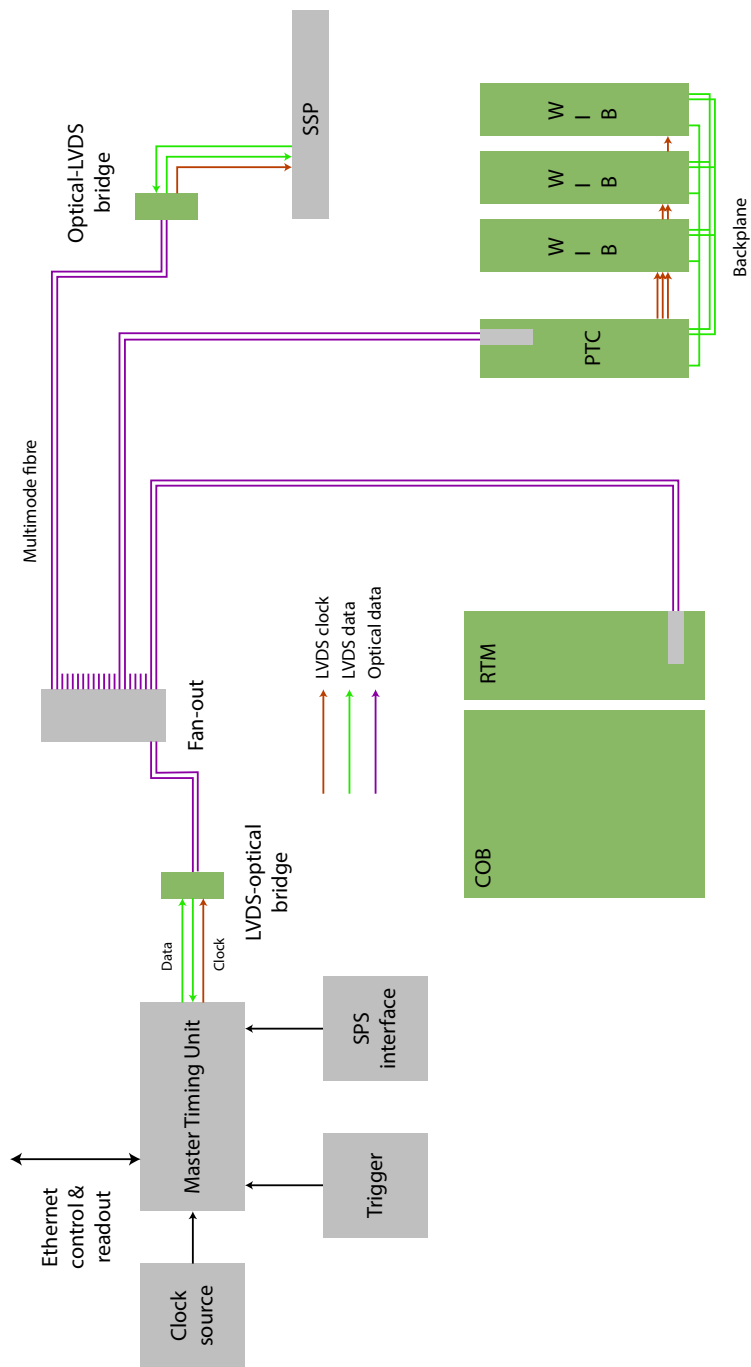 Ethernet
control &
readout
Clock
source
Master Timing Unit
Trigger
SPS
interface
Data
Clock
LVDS-optical
bridge
Fan-out
LVDS clock
LVDS data
Optical data
COB
RTM
Multimode fibre
Optical-LVDS
bridge
SSP
PTC
W
I
B
W
I
B
W
I
B
Backplane